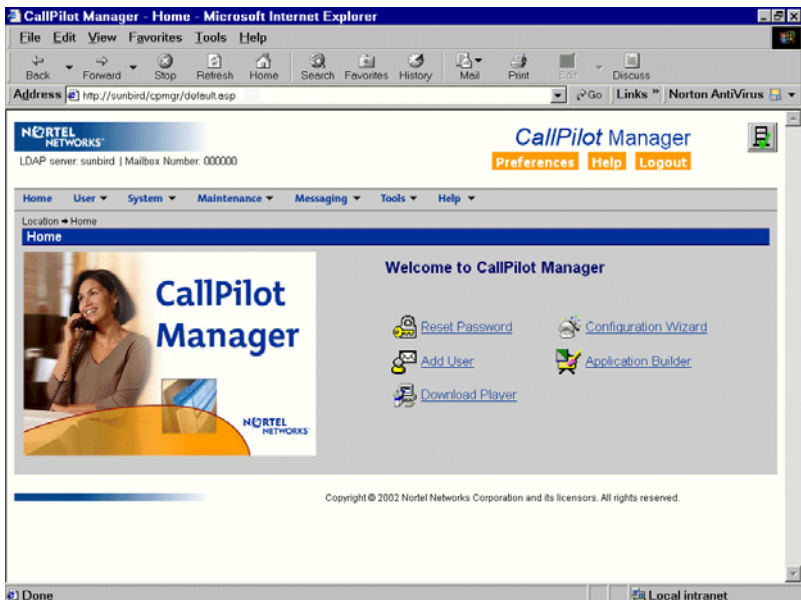 CallPilot Manager - Home - Microsoft Internet Explorer
File Edit View Favorites Tools Help
Back Forward Stop Refresh Home Search Favorites History Mail Print Edit Discuss
Address http://sunbird/cpmgr/default.asp Go Links » Norton AntiVirus
NORTEL
NETWORKS
CallPilot Manager
LDAP server: sunbird | Mailbox Number: 000000
Preferences Help Logout
Home User System Maintenance Messaging Tools Help
Location Home
Home
CallPilot
Manager
NORTEL
NETWORKS
Welcome to CallPilot Manager
Reset Password Configuration Wizard
Add User Application Builder
Download Player
Copyright © 2002 Nortel Networks Corporation and its licensors. All rights reserved.
Done Local intranet